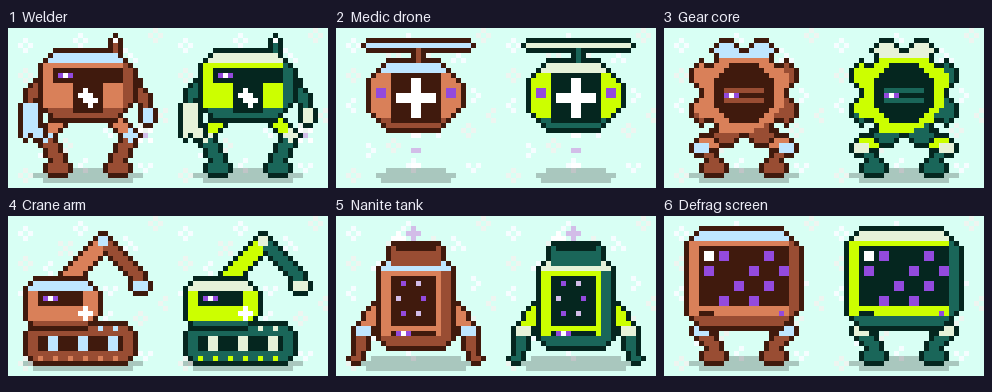 1 Welder
2 Medic drone
3 Gear core
4 Crane arm
5 Nanite tank
6 Defrag screen